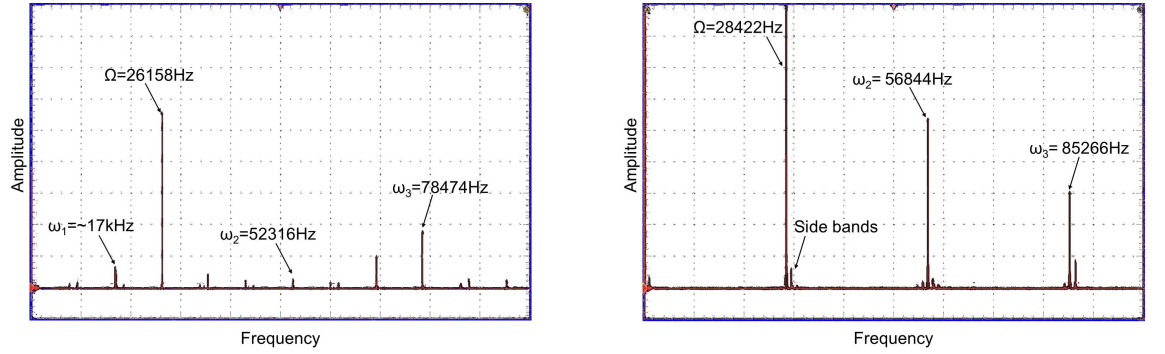 Ω=26158Hz
ω₁=~17kHz
ω₂=52316Hz
ω₃=78474Hz
Amplitude
Frequency
Ω=28422Hz
ω₂= 56844Hz
ω₃= 85266Hz
Side bands
Amplitude
Frequency